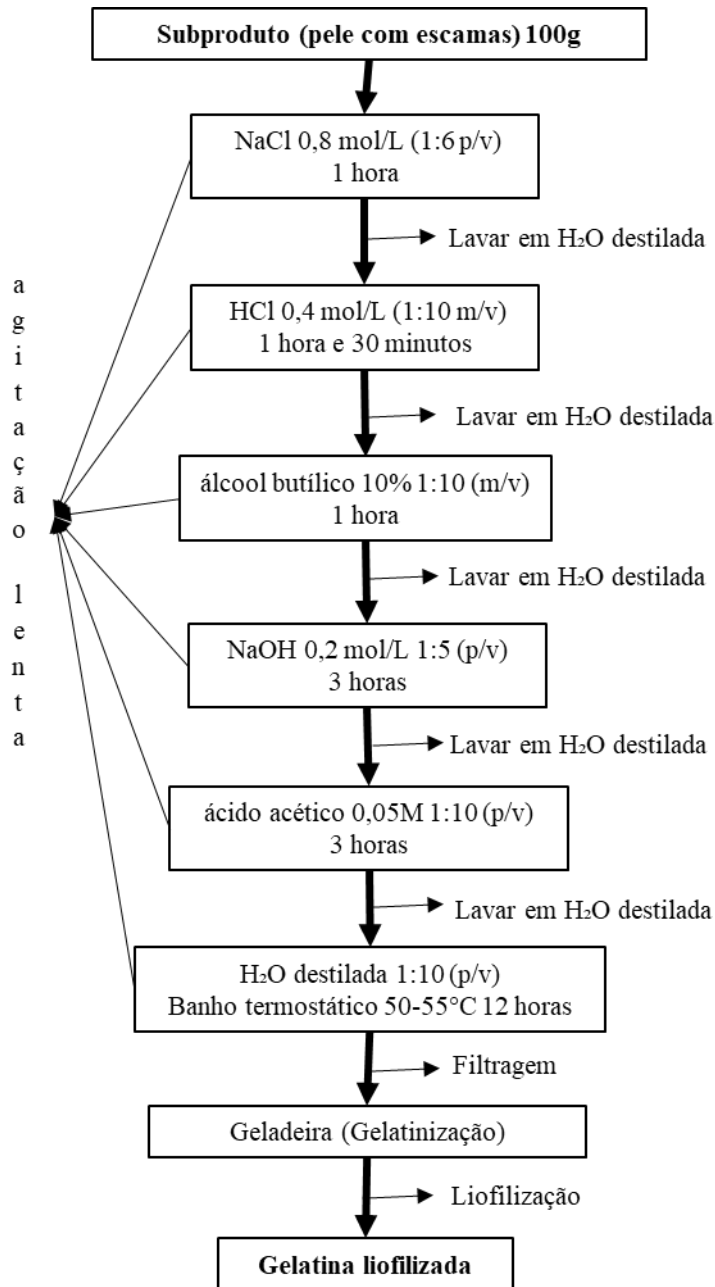 Subproduto (pele com escamas) 100g
NaCl 0,8 mol/L (1:6 p/v)
1 hora
Lavar em H₂O destilada
HCl 0,4 mol/L (1:10 m/v)
1 hora e 30 minutos
Lavar em H₂O destilada
álcool butílico 10% 1:10 (m/v)
1 hora
Lavar em H₂O destilada
NaOH 0,2 mol/L 1:5 (p/v)
3 horas
Lavar em H₂O destilada
ácido acético 0,05M 1:10 (p/v)
3 horas
Lavar em H₂O destilada
H₂O destilada 1:10 (p/v)
Banho termostático 50-55°C 12 horas
Filtragem
Geladeira (Gelatinização)
Liofilização
Gelatina liofilizada
agitação lenta